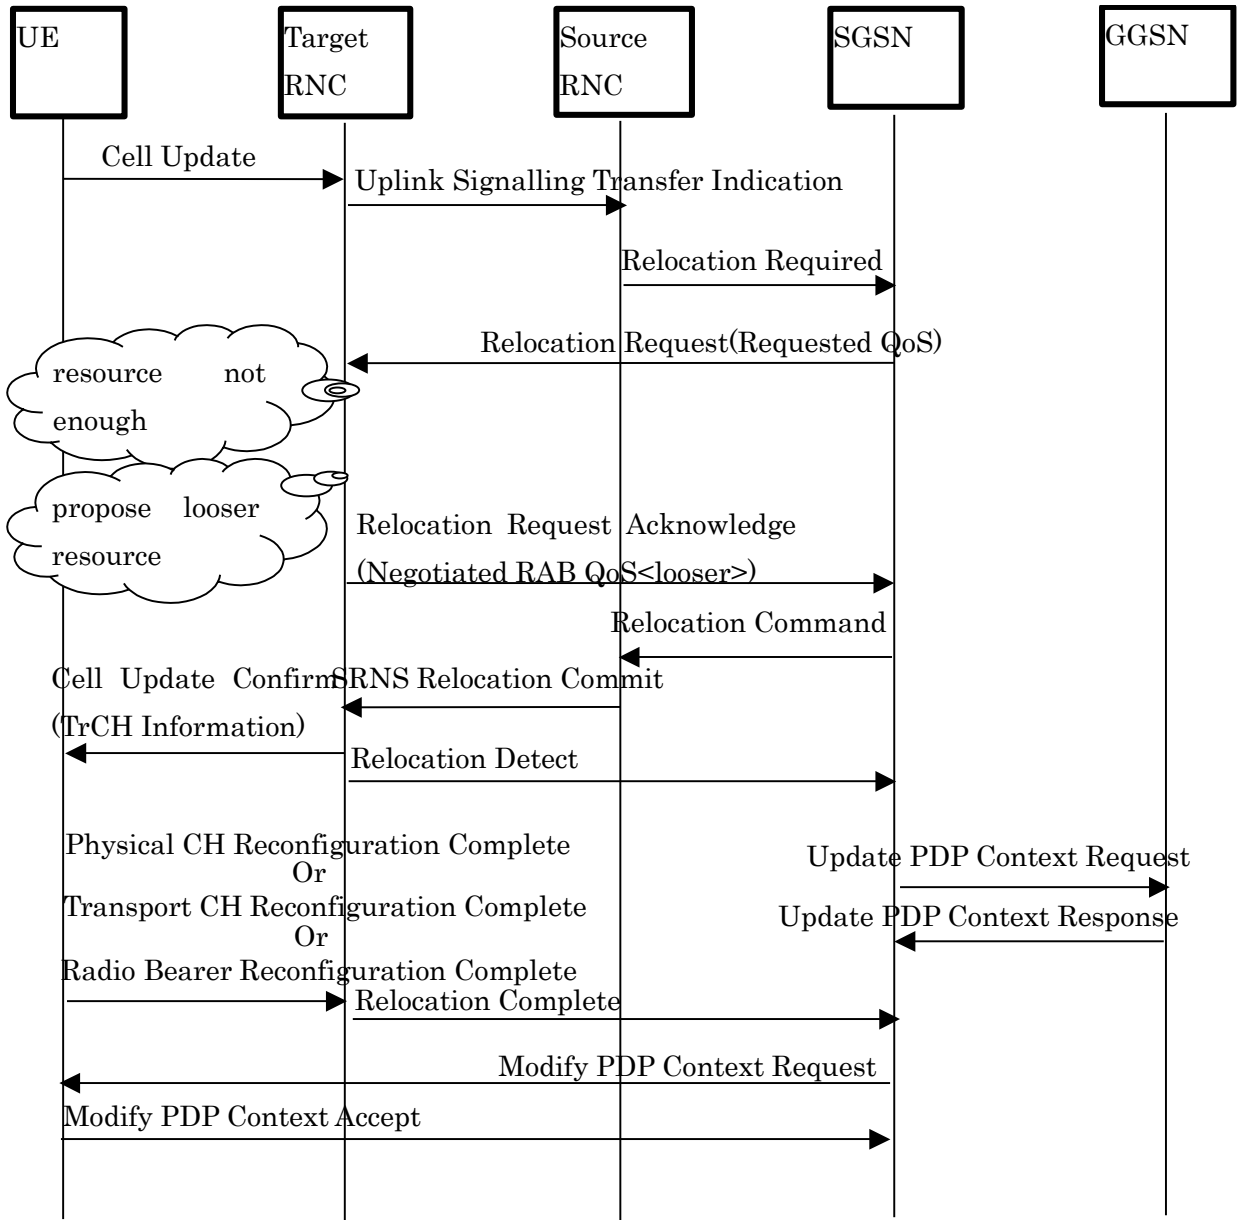 UE
Target
RNC
Source
RNC
SGSN
GGSN
Cell Update
Uplink Signalling Transfer Indication
Relocation Required
Relocation Request(Requested QoS)
resource not
enough
propose looser
resource
Relocation Request Acknowledge
(Negotiated RAB QoS<looser>)
Relocation Command
Cell Update Confirm
(TrCH Information)
SRNS Relocation Commit
Relocation Detect
Physical CH Reconfiguration Complete
Or
Transport CH Reconfiguration Complete
Or
Radio Bearer Reconfiguration Complete
Update PDP Context Request
Update PDP Context Response
Relocation Complete
Modify PDP Context Request
Modify PDP Context Accept